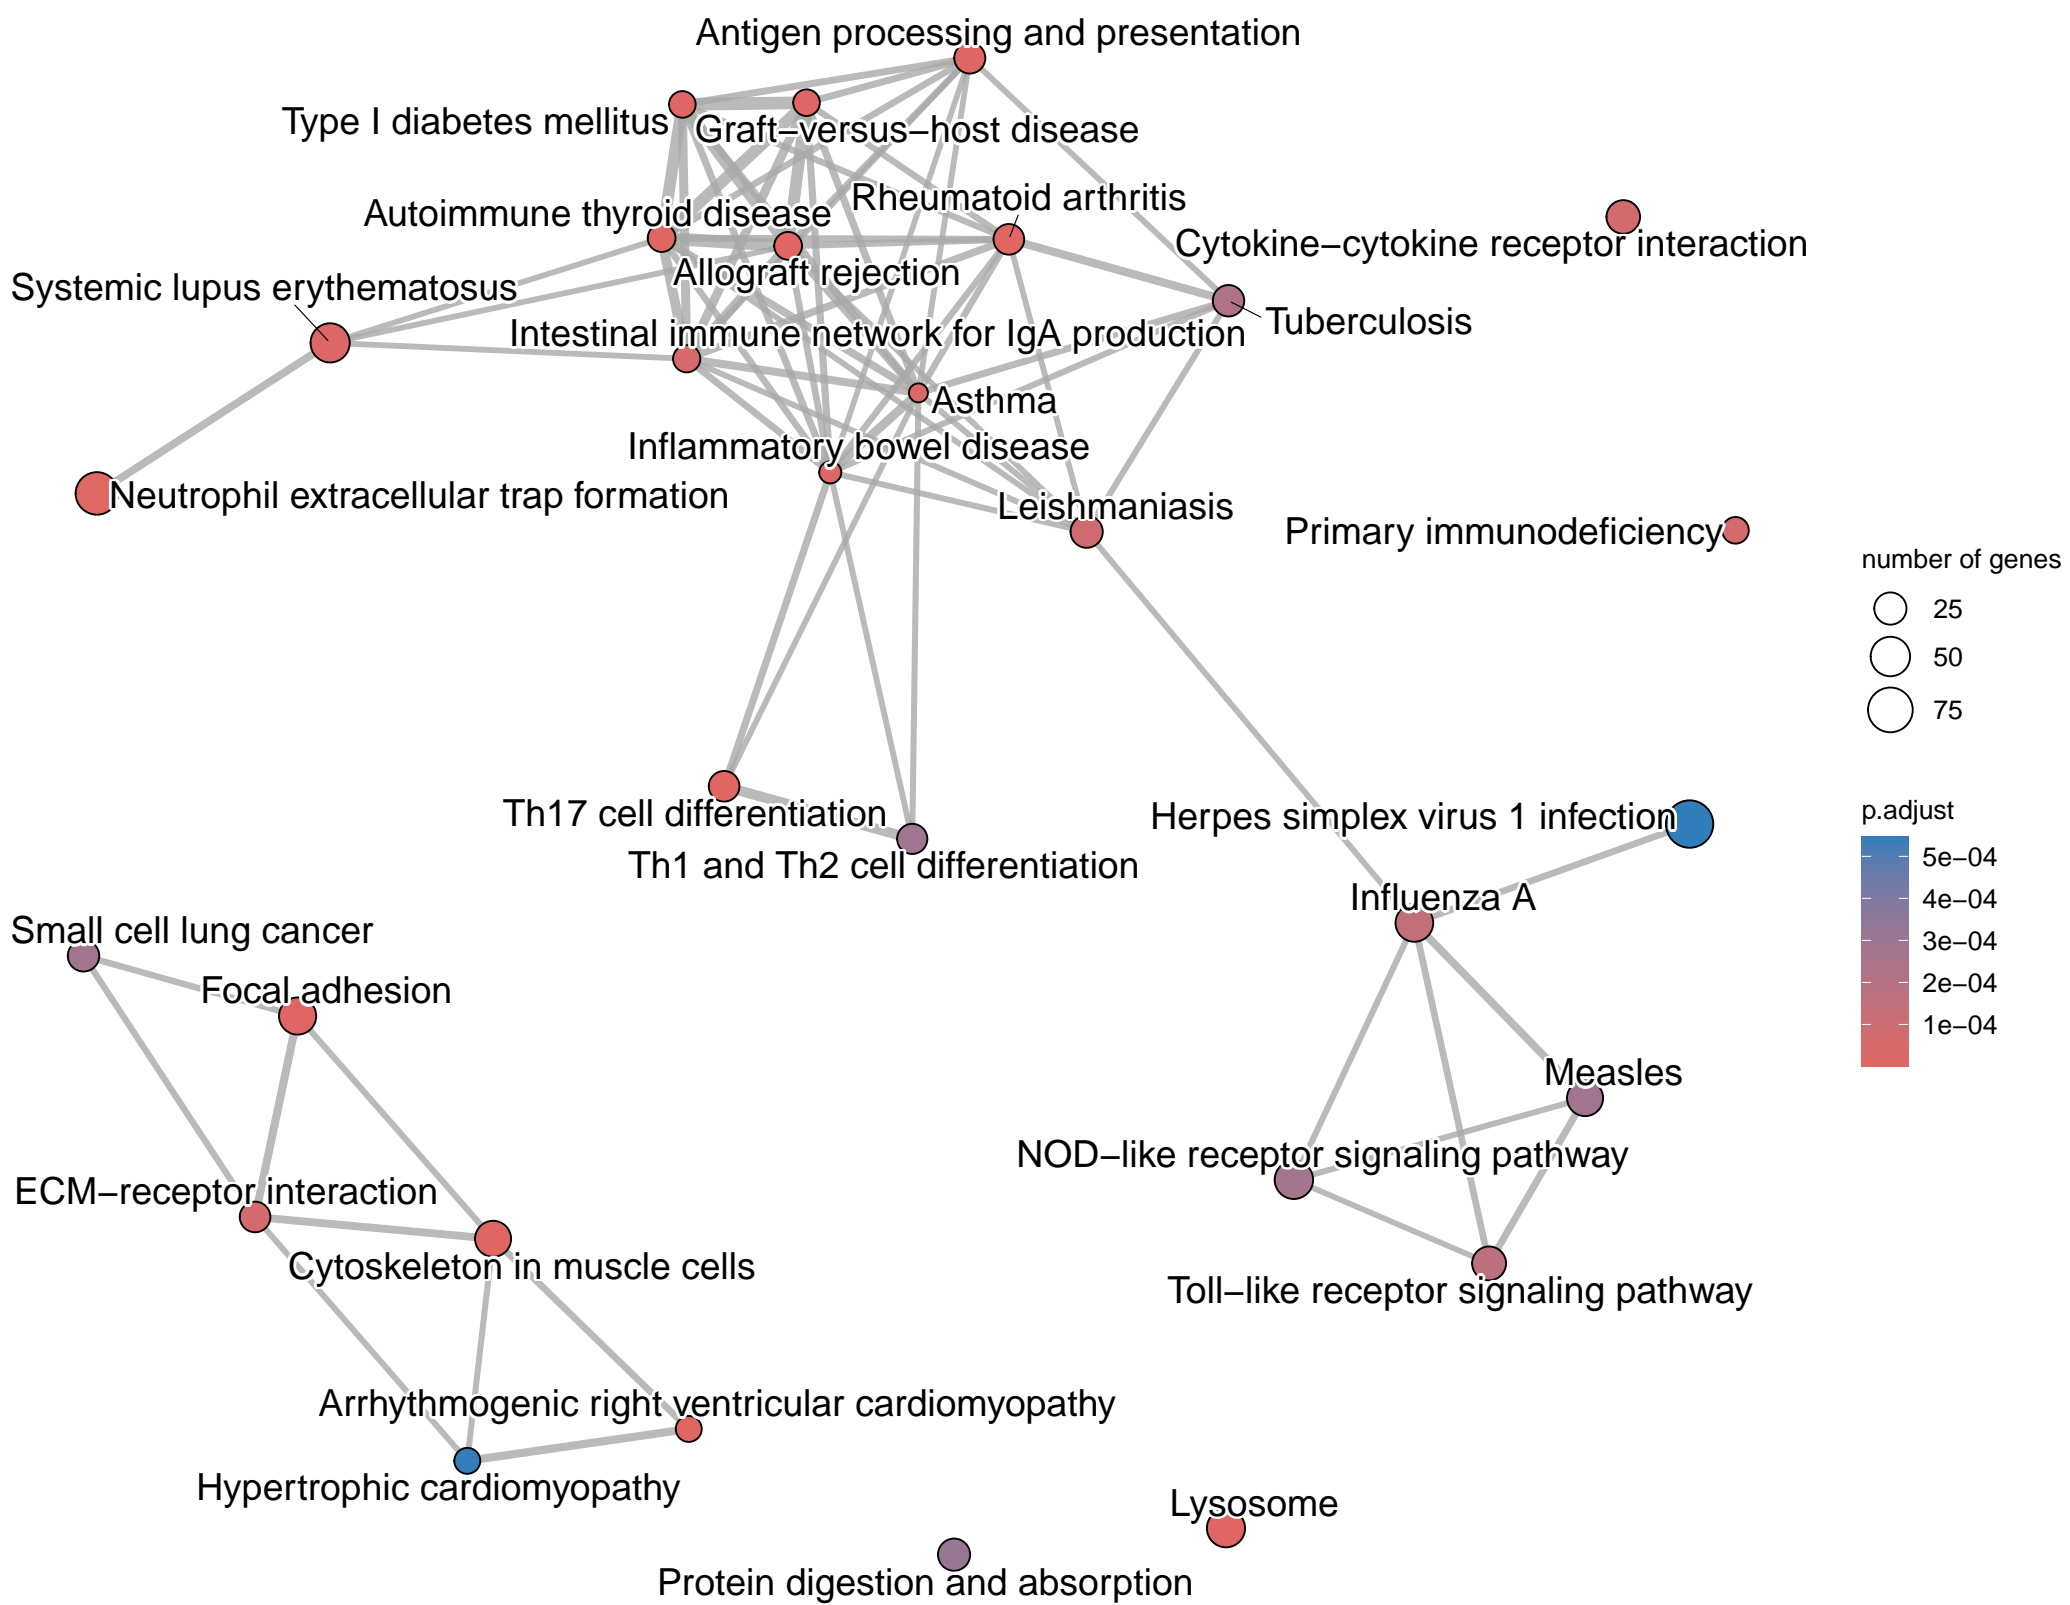 Antigen processing and presentation
Type I diabetes mellitus
Graft−versus−host disease
Rheumatoid arthritis
Autoimmune thyroid disease
Cytokine−cytokine receptor interaction
Allograft rejection
Systemic lupus erythematosus
Tuberculosis
Intestinal immune network for IgA production
Asthma
Inflammatory bowel disease
Neutrophil extracellular trap formation
Leishmaniasis
Primary immunodeficiency
number of genes
25
50
75
Th17 cell differentiation
Herpes simplex virus 1 infection
Th1 and Th2 cell differentiation
p.adjust
5e−04
4e−04
3e−04
2e−04
1e−04
Influenza A
Small cell lung cancer
Focal adhesion
Measles
NOD−like receptor signaling pathway
ECM−receptor interaction
Cytoskeleton in muscle cells
Toll−like receptor signaling pathway
Arrhythmogenic right ventricular cardiomyopathy
Hypertrophic cardiomyopathy
Lysosome
Protein digestion and absorption